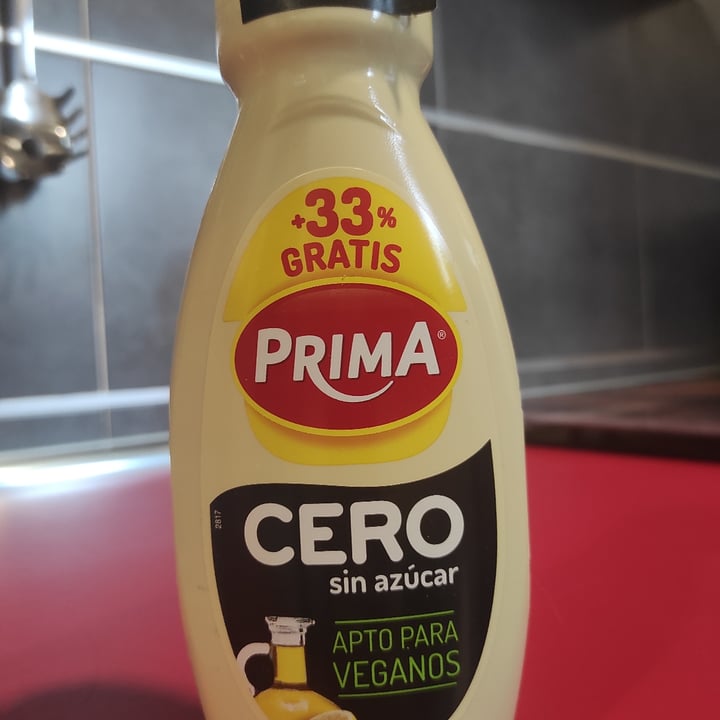 +33%
GRATIS
PRIMA®
CERO
sin azúcar
2817
APTO PARA
VEGANOS